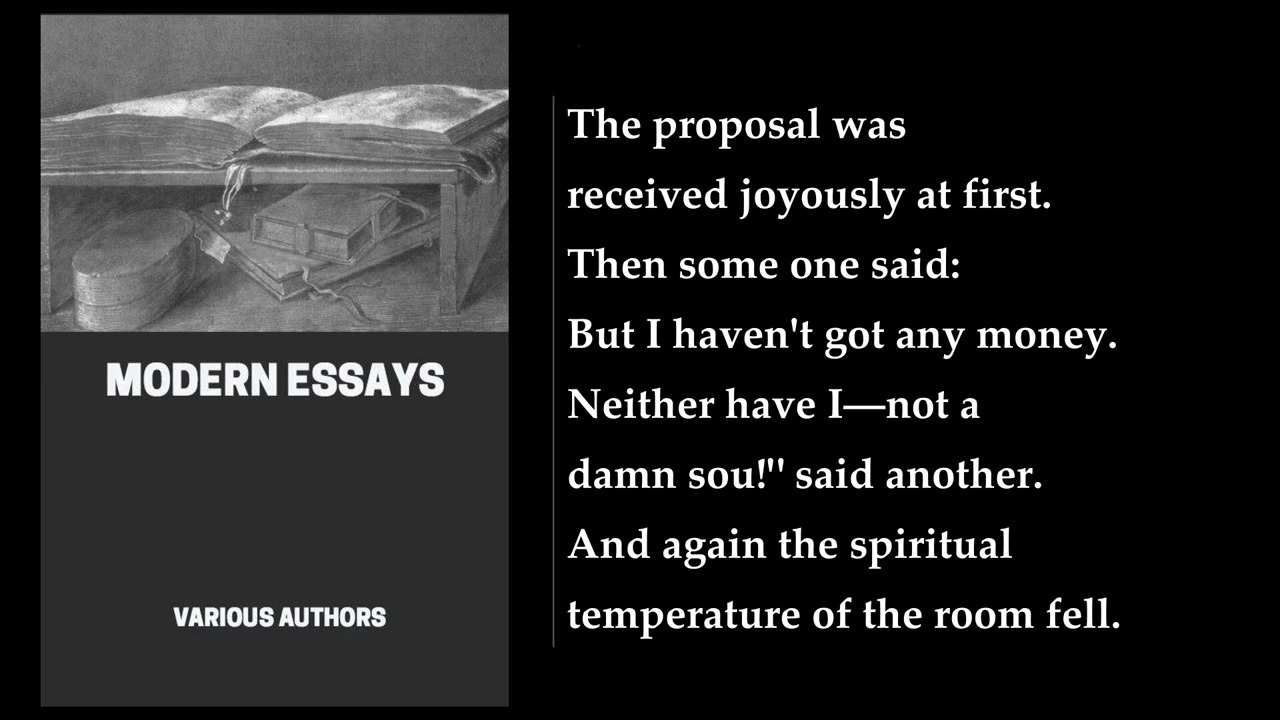 MODERN ESSAYS
VARIOUS AUTHORS
The proposal was
received joyously at first.
Then some one said:
But I haven't got any money.
Neither have I—not a
damn sou!" said another.
And again the spiritual
temperature of the room fell.